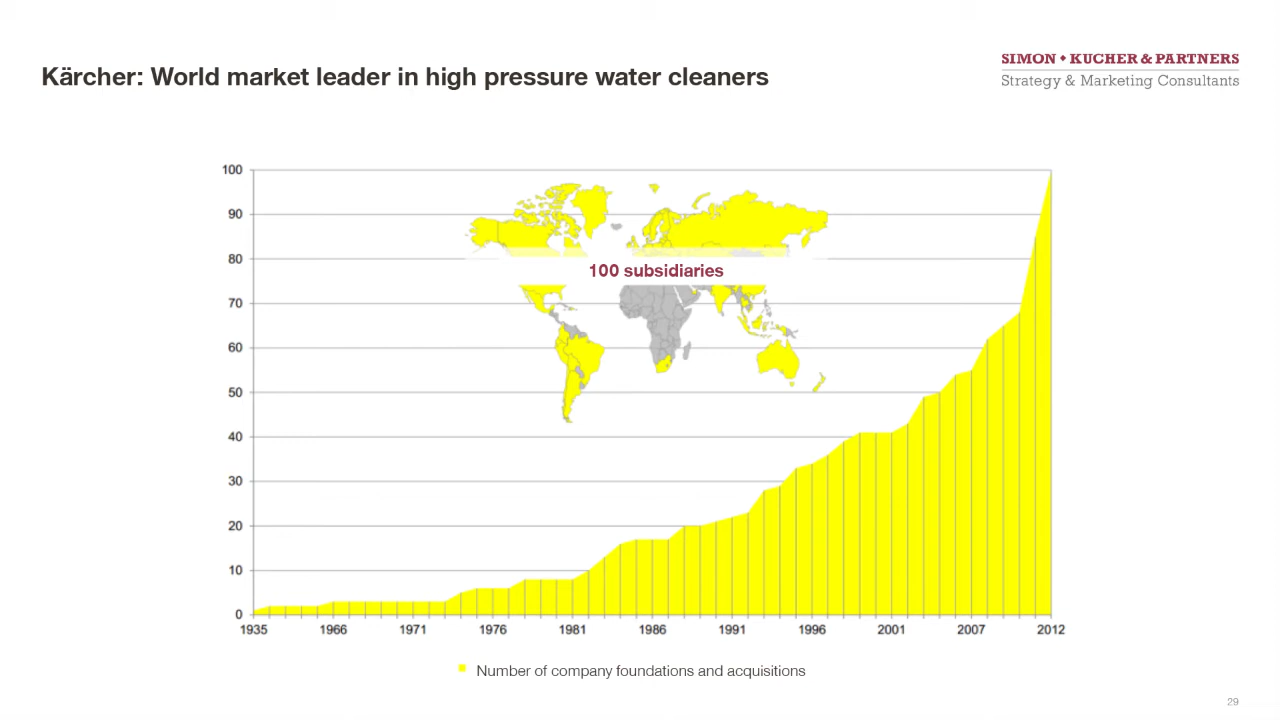 Kärcher: World market leader in high pressure water cleaners
SIMON • KUCHER & PARTNERS
Strategy & Marketing Consultants
100
90
80
70
60
50
40
30
20
10
0
100 subsidiaries
1935 1966 1971 1976 1981 1986 1991 1996 2001 2007 2012
Number of company foundations and acquisitions
29